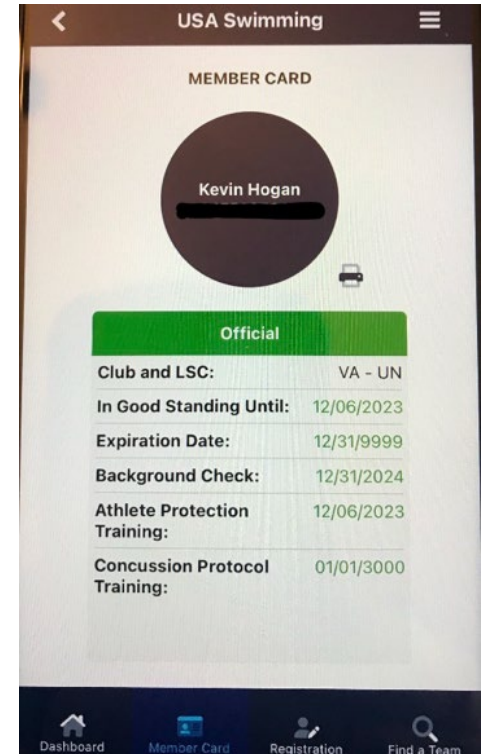 USA Swimming
MEMBER CARD
Kevin Hogan
Official
Club and LSC: VA - UN
In Good Standing Until: 12/06/2023
Expiration Date: 12/31/9999
Background Check: 12/31/2024
Athlete Protection 12/06/2023
Training:
Concussion Protocol 01/01/3000
Training:
Dashboard Member Card Registration Find a Team